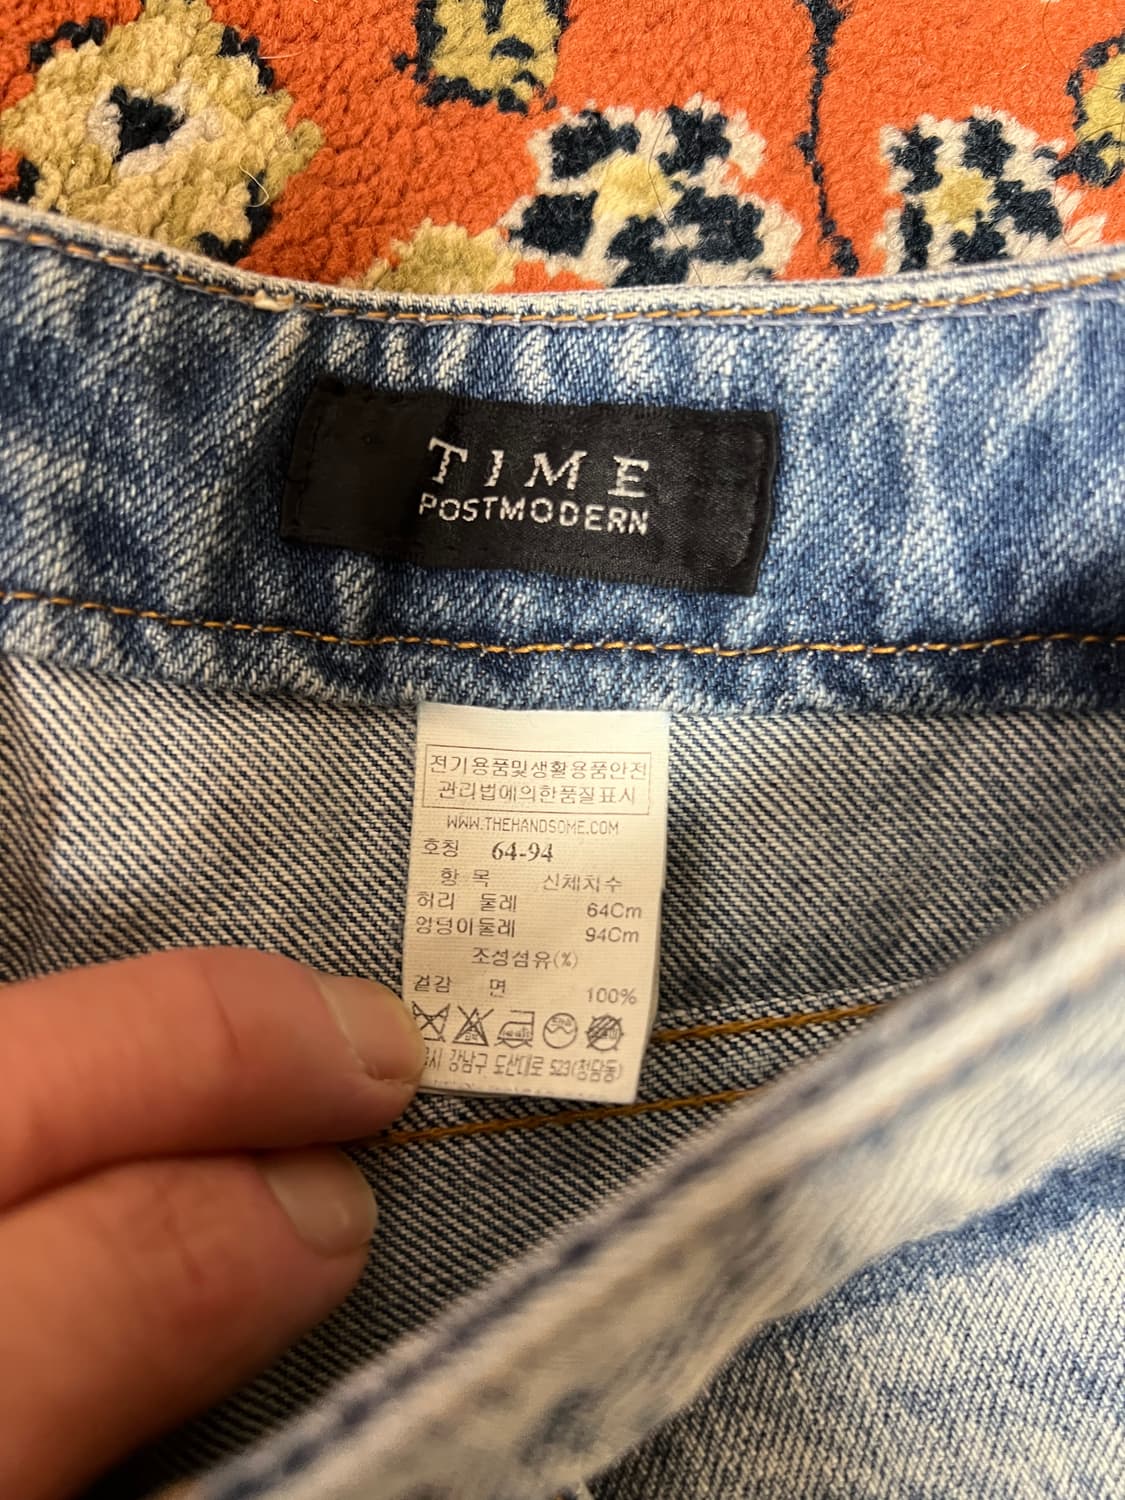 TIME
POSTMODERN
전기용품및생활용품안전
관리법에의한품질표시
WWW.THEHANDSOME.COM
호칭 64-94
항 목 신체치수
허리 둘레 64Cm
엉덩이둘레 94Cm
조성섬유(%)
겉감 면 100%
시 강남구 도산대로 523(청담동)